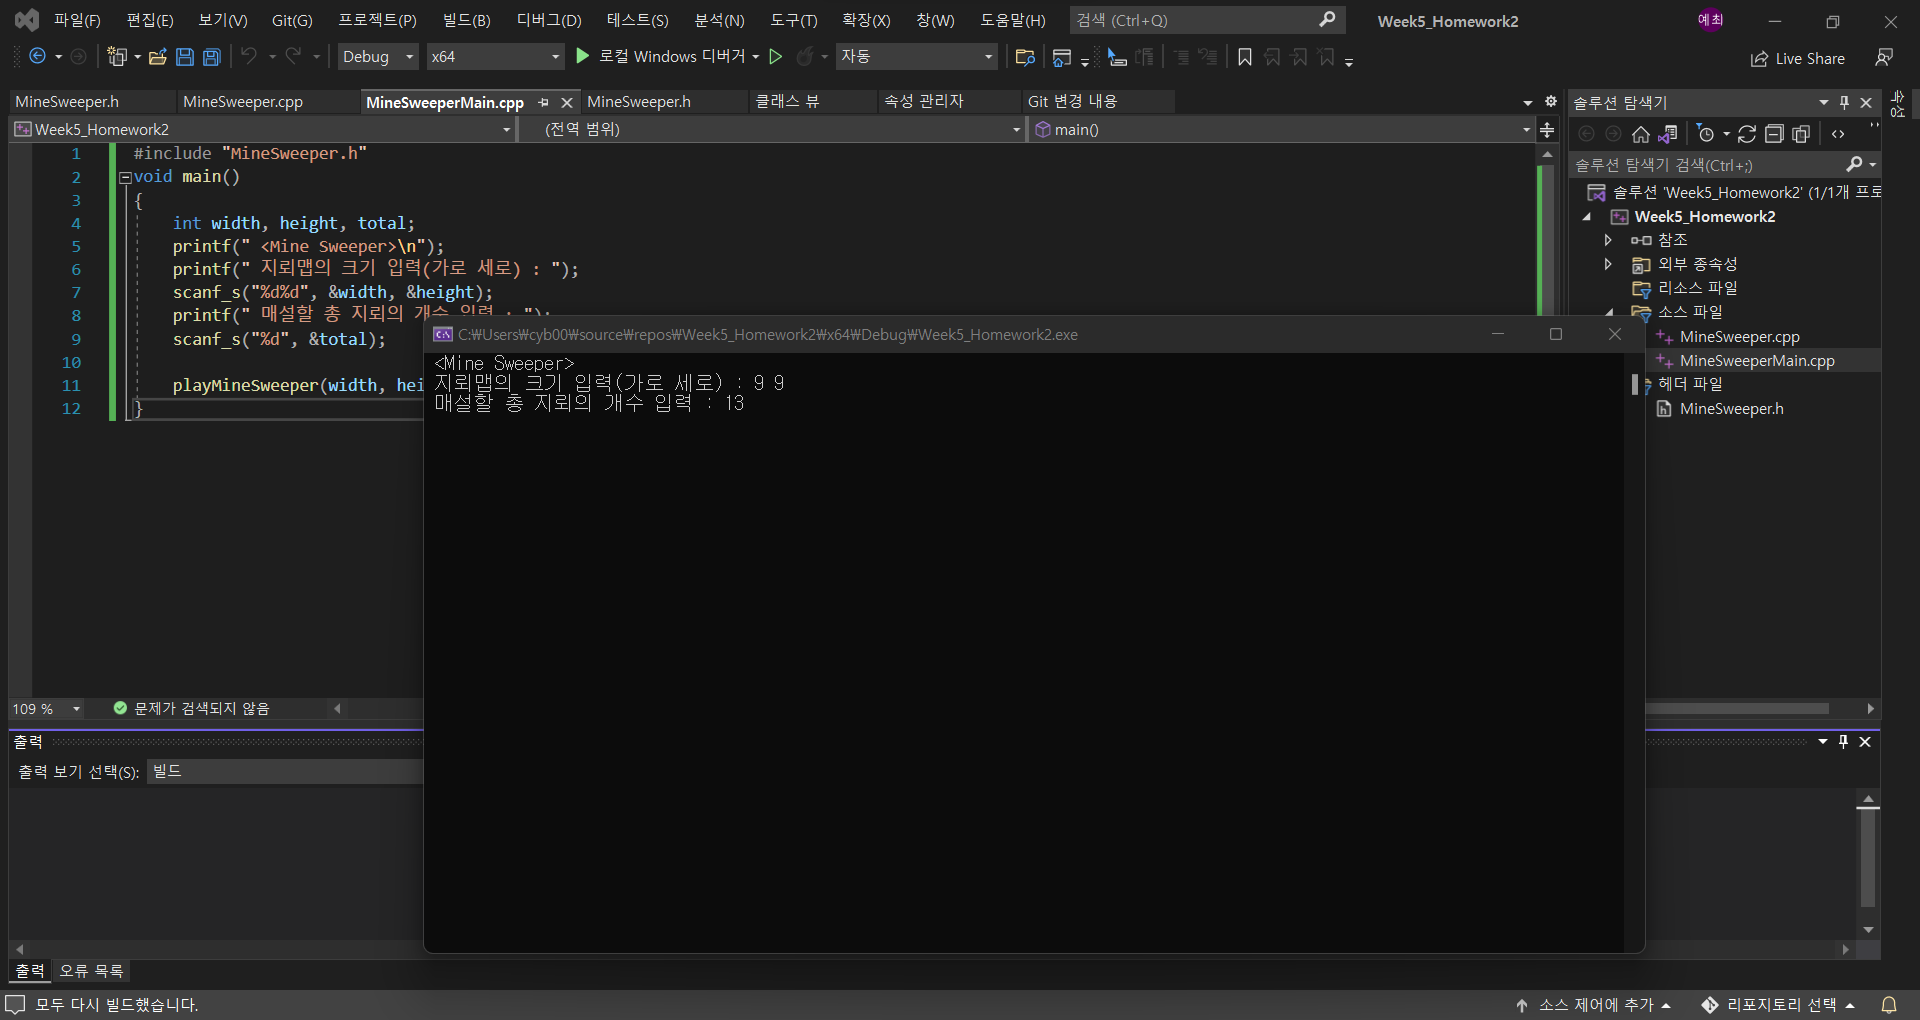 파일(F) 편집(E) 보기(V) Git(G) 프로젝트(P) 빌드(B) 디버그(D) 테스트(S) 분석(N) 도구(T) 확장(X) 창(W) 도움말(H) 검색 (Ctrl+Q) Week5_Homework2 예최
Debug x64 로컬 Windows 디버거 자동 Live Share
MineSweeper.h MineSweeper.cpp MineSweeperMain.cpp MineSweeper.h 클래스 뷰 속성 관리자 Git 변경 내용
Week5_Homework2 (전역 범위) main()
1 #include "MineSweeper.h"
2 void main()
3 {
4 int width, height, total;
5 printf(" <Mine Sweeper>\n");
6 printf(" 지뢰맵의 크기 입력(가로 세로) : ");
7 scanf_s("%d%d", &width, &height);
8 printf(" 매설할 총 지뢰의 개수 입력 : ");
9 scanf_s("%d", &total);
10
11 playMineSweeper(width, hei
12 }
C:\Users\cyb00\source\repos\Week5_Homework2\x64\Debug\Week5_Homework2.exe
<Mine Sweeper>
지뢰맵의 크기 입력(가로 세로) : 9 9
매설할 총 지뢰의 개수 입력 : 13
솔루션 탐색기
솔루션 탐색기 검색(Ctrl+;)
솔루션 'Week5_Homework2' (1/1개 프로
Week5_Homework2
참조
외부 종속성
리소스 파일
소스 파일
MineSweeper.cpp
MineSweeperMain.cpp
헤더 파일
MineSweeper.h
속성
109 % 문제가 검색되지 않음
출력
출력 보기 선택(S): 빌드
출력 오류 목록
모두 다시 빌드했습니다. 소스 제어에 추가 리포지토리 선택